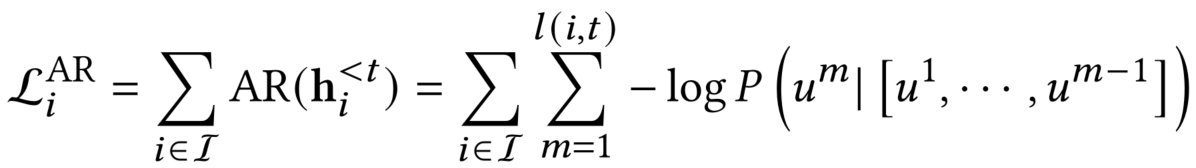 $\mathcal{L}_i^{\mathrm{AR}} = \sum_{i \in \mathcal{I}} \mathrm{AR}(\mathbf{h}_i^{<t}) = \sum_{i \in \mathcal{I}} \sum_{m=1}^{l(i,t)} -\log P\left(u^m | \left[u^1, \cdots, u^{m-1}\right]\right)$